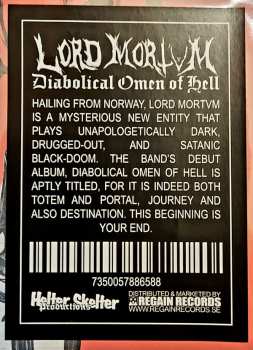 LORD MORTVM
Diabolical Omen of Hell
HAILING FROM NORWAY, LORD MORTVM
IS A MYSTERIOUS NEW ENTITY THAT
PLAYS UNAPOLOGETICALLY DARK,
DRUGGED-OUT, AND SATANIC
BLACK-DOOM. THE BAND'S DEBUT
ALBUM, DIABOLICAL OMEN OF HELL IS
APTLY TITLED, FOR IT IS INDEED BOTH
TOTEM AND PORTAL, JOURNEY AND
ALSO DESTINATION. THIS BEGINNING IS
YOUR END.
7350057886588
Helter Skelter
productions
DISTRIBUTED & MARKETED BY
REGAIN RECORDS
WWW.REGAINRECORDS.SE